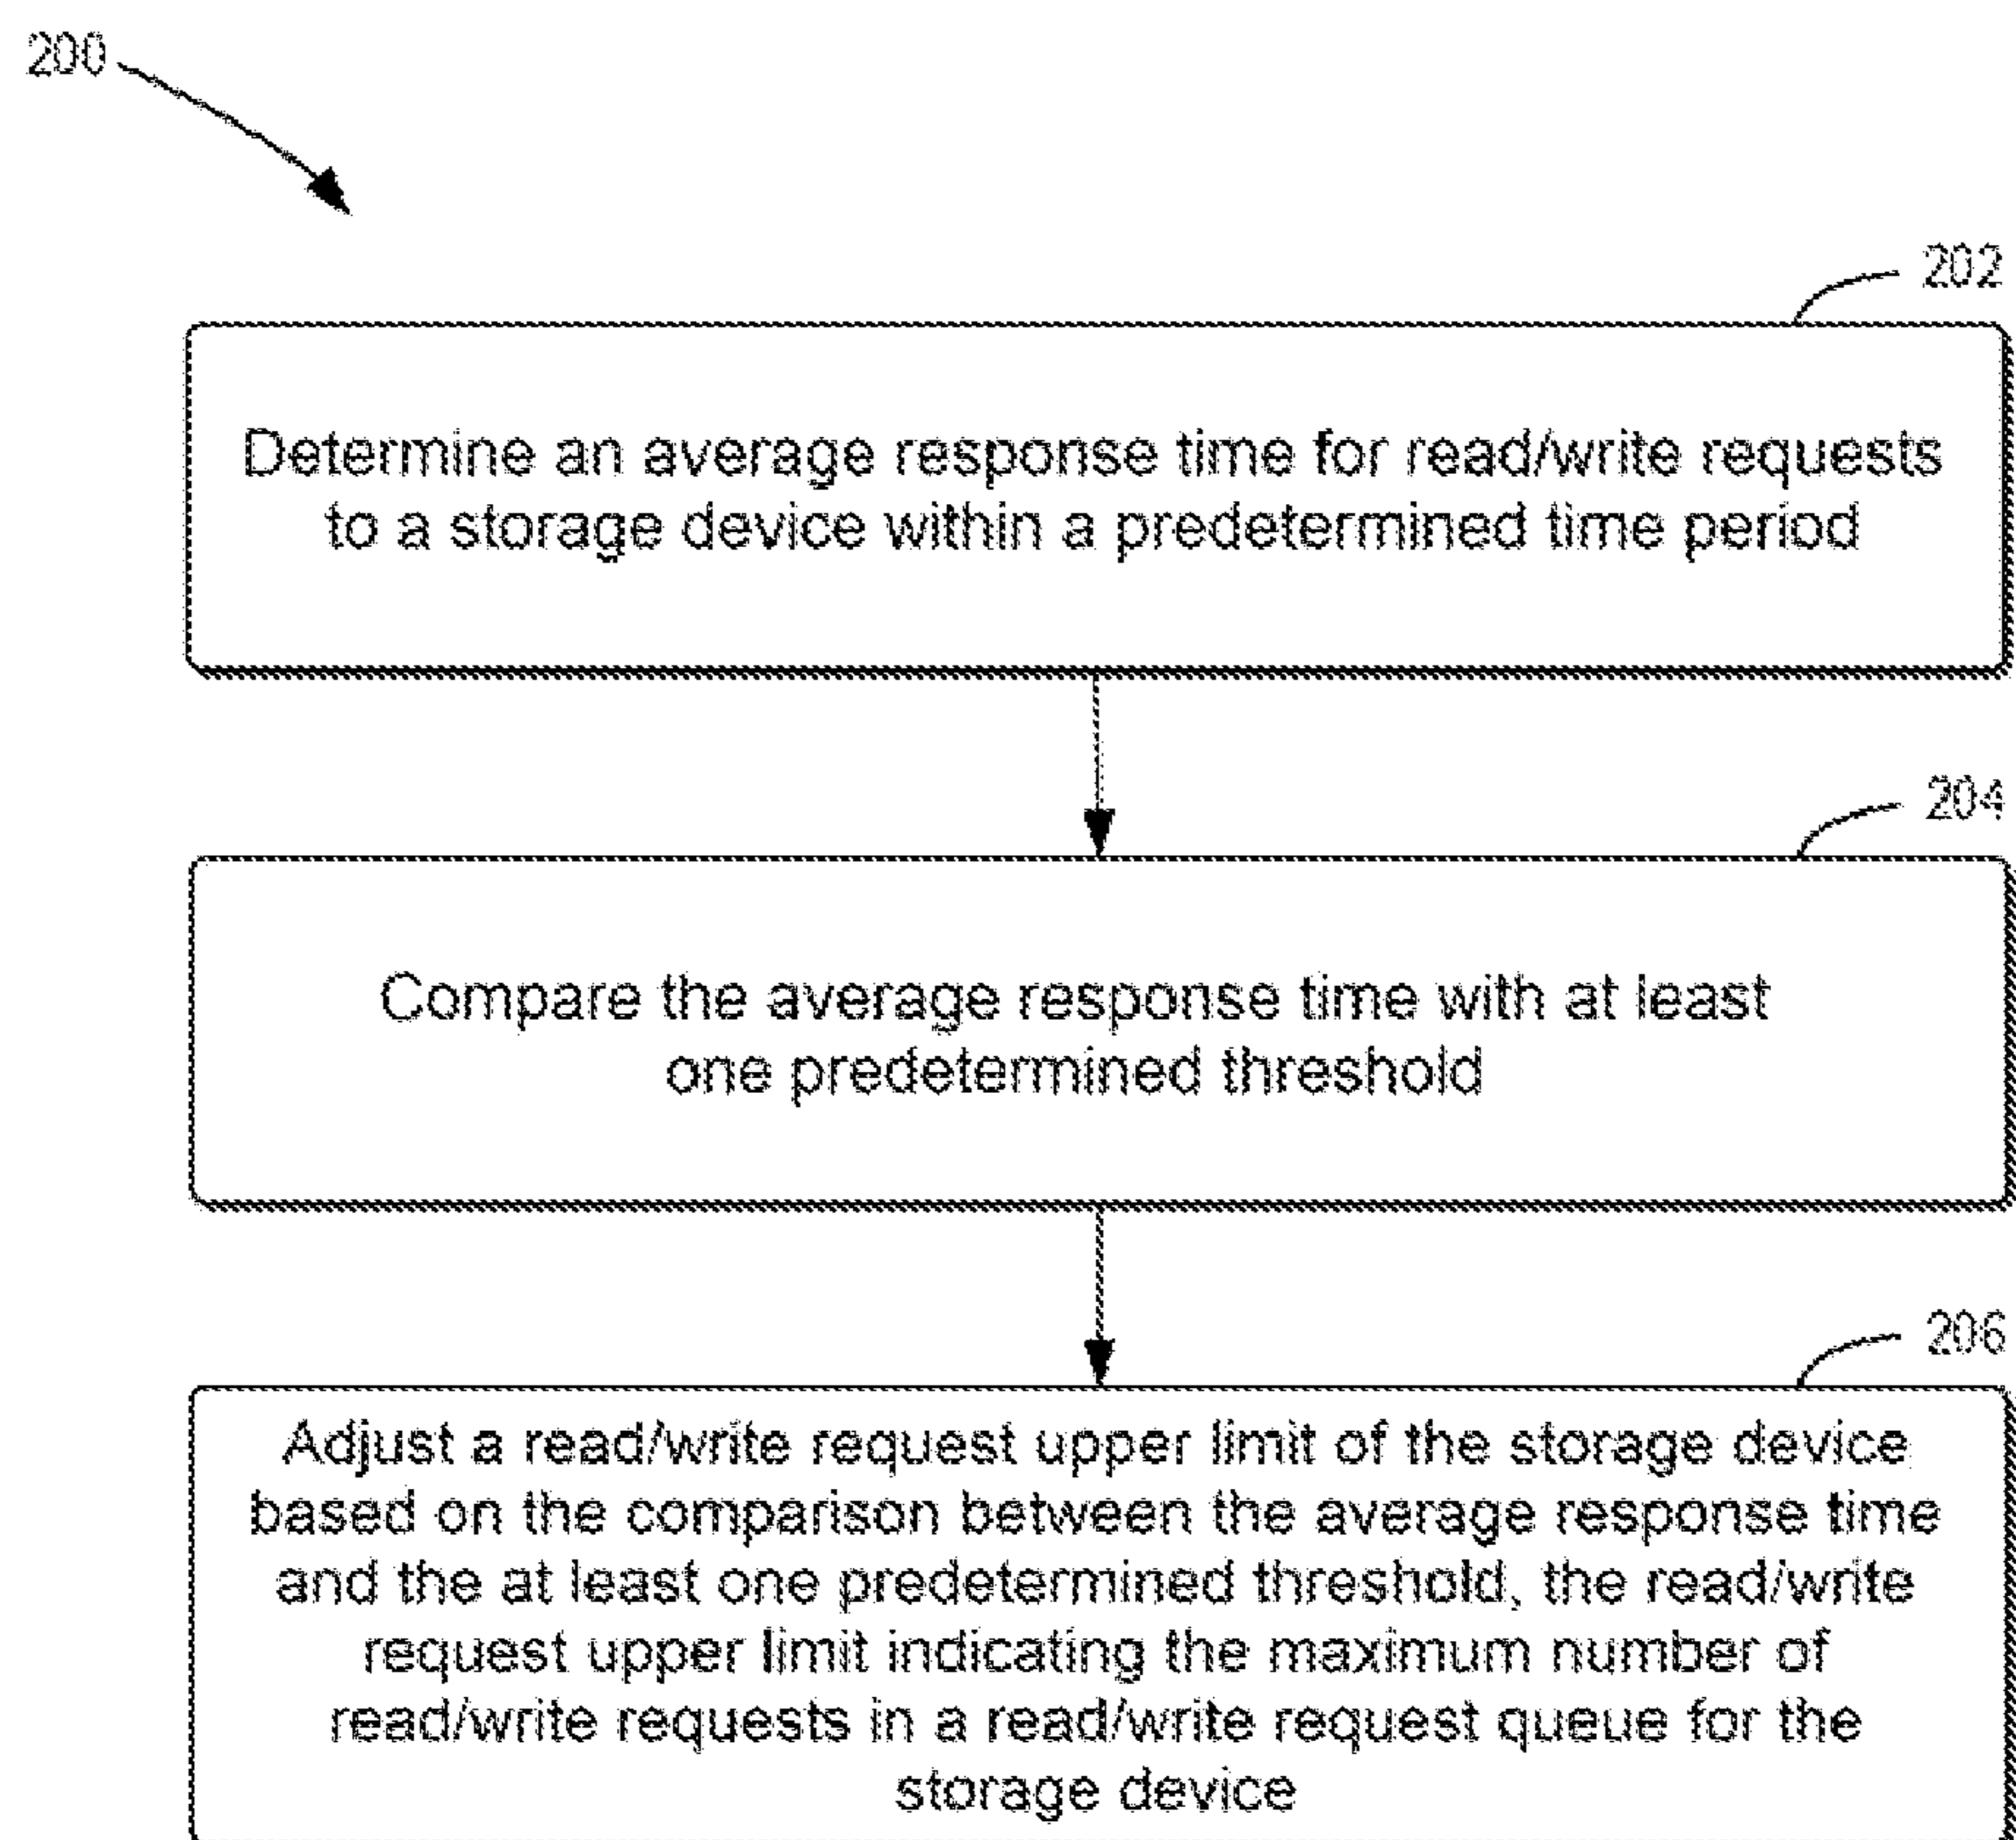 200
202
Determine an average response time for read/write requests
to a storage device within a predetermined time period
204
Compare the average response time with at least
one predetermined threshold
206
Adjust a read/write request upper limit of the storage device
based on the comparison between the average response time
and the at least one predetermined threshold, the read/write
request upper limit indicating the maximum number of
read/write requests in a read/write request queue for the
storage device